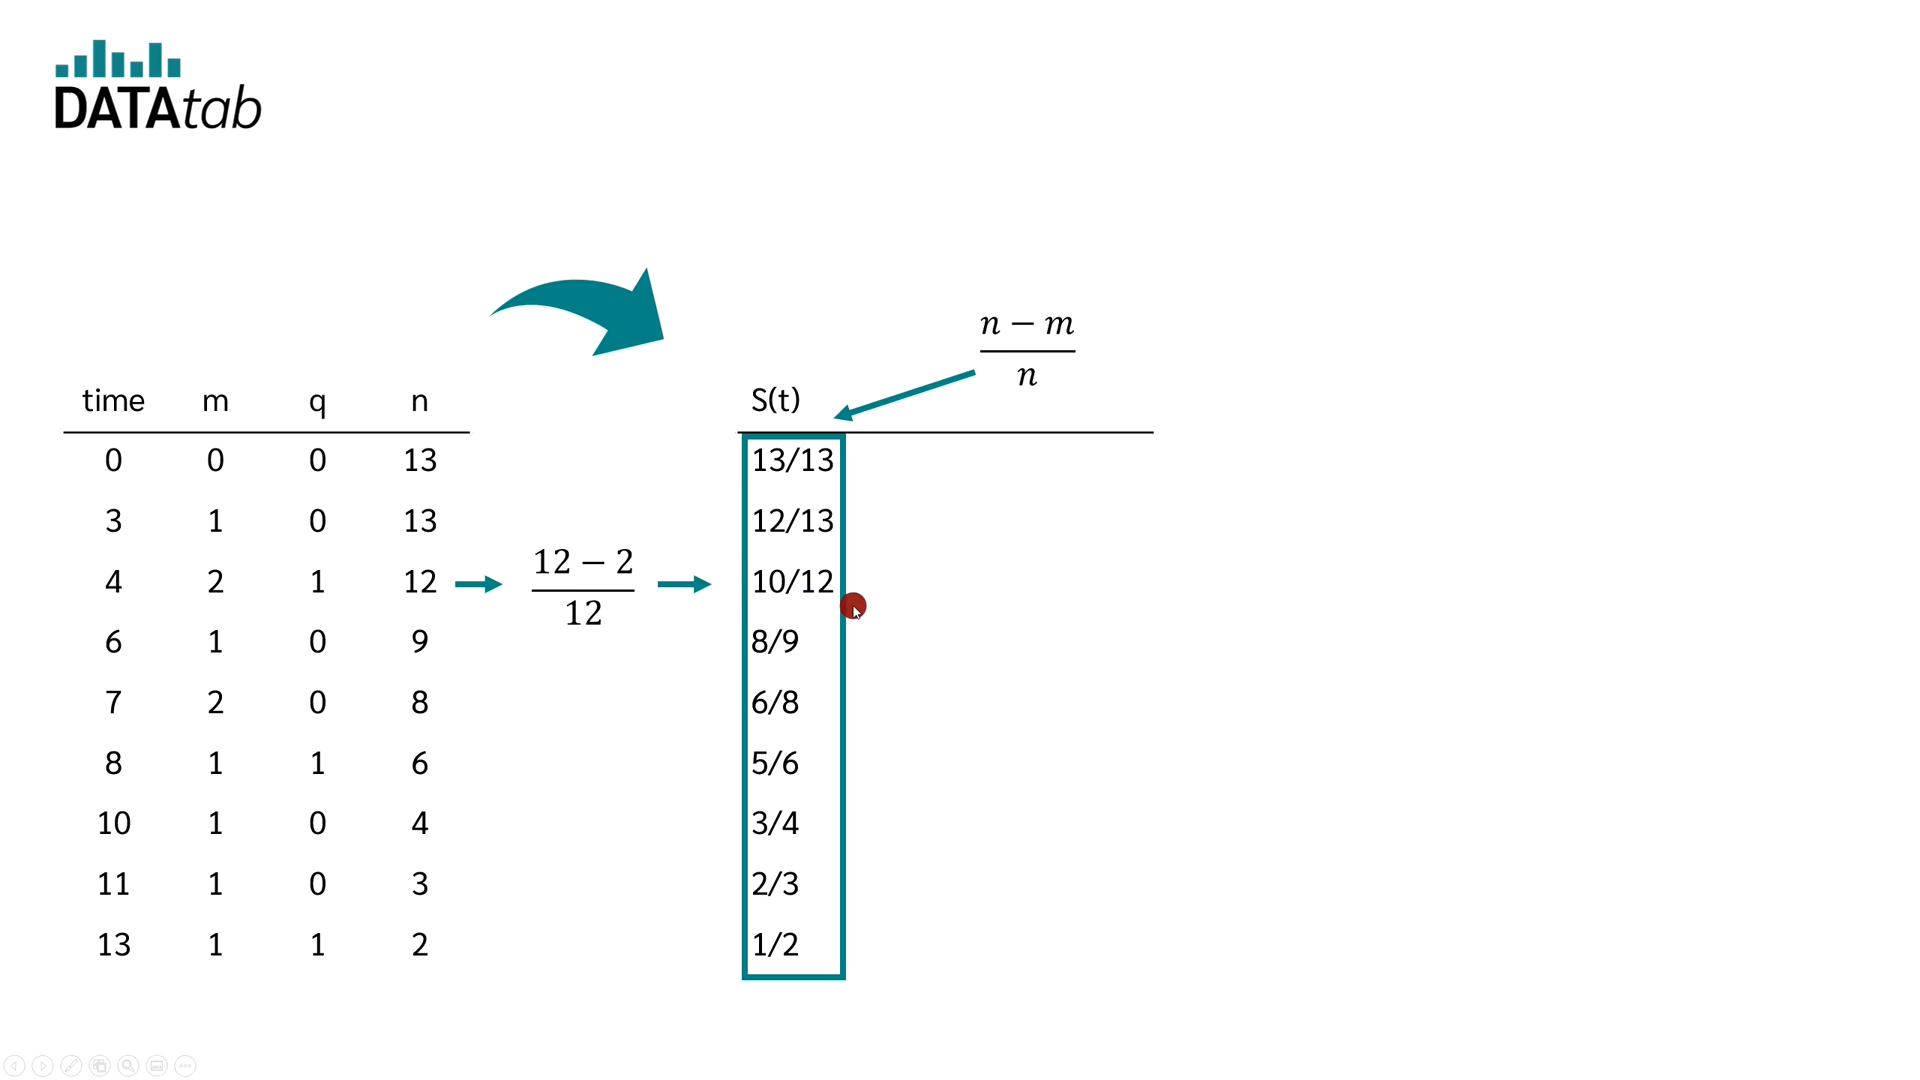 DATAtab
n − m
n
time m q n
S(t)
0 0 0 13
13/13
3 1 0 13
12/13
4 2 1 12
12 − 2
12
10/12
6 1 0 9
8/9
7 2 0 8
6/8
8 1 1 6
5/6
10 1 0 4
3/4
11 1 0 3
2/3
13 1 1 2
1/2